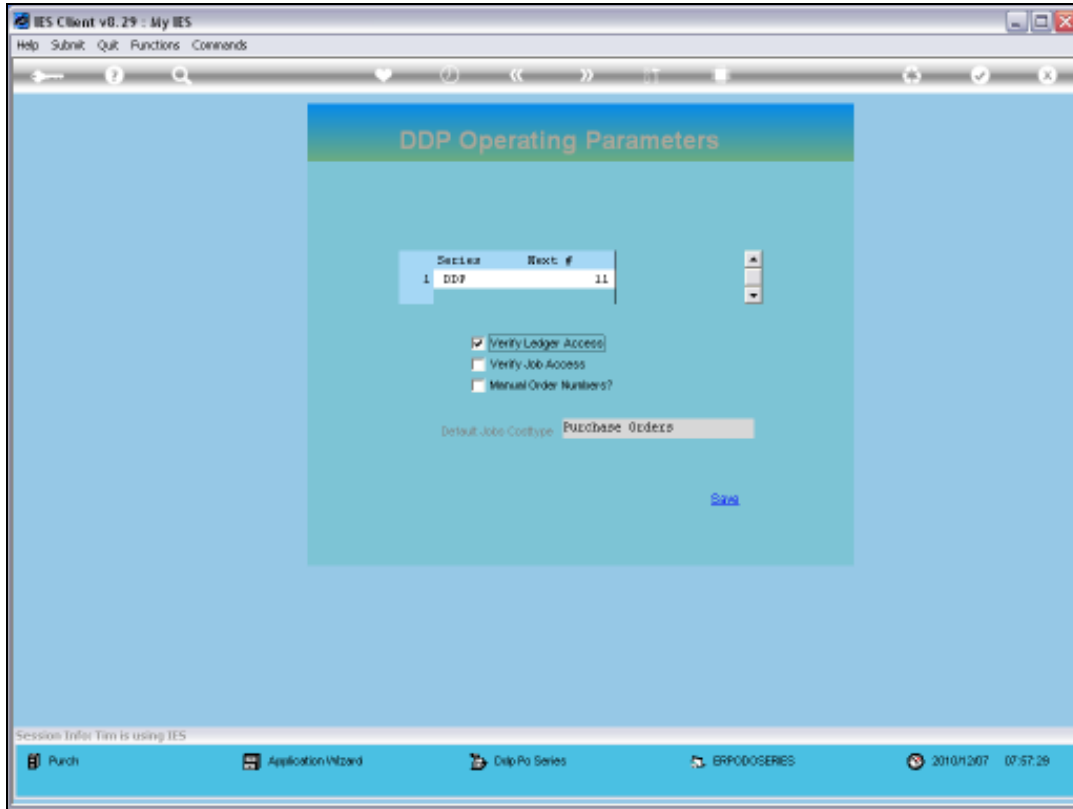 IES Client v8.29 : My IES
Help Submit Quit Functions Commands
DDP Operating Parameters
Series Next #
1 DDP 11
Verify Ledger Access
Verify Job Access
Manual Order Numbers?
Default Jobs Costtype Purchase Orders
Save
Session Info: Tim is using IES
Purch Application Wizard Ddp Po Series ERPODOSERIES 2010/12/07 07:57:29